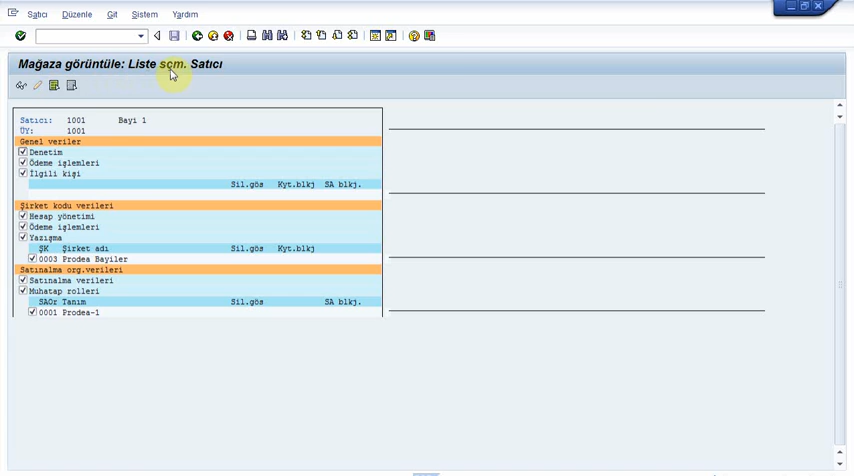 Satıcı Düzenle Git Sistem Yardım
Mağaza görüntüle: Liste sçm. Satıcı
Satıcı: 1001 Bayi 1
ÜY: 1001
Genel veriler
Denetim
Ödeme işlemleri
İlgili kişi
Sil.gös Kyt.blkj SA blkj.
Şirket kodu verileri
Hesap yönetimi
Ödeme işlemleri
Yazışma
ŞK Şirket adı Sil.gös Kyt.blkj
0003 Prodea Bayiler
Satınalma org.verileri
Satınalma verileri
Muhatap rolleri
SAOr Tanım Sil.gös SA blkj.
0001 Prodea-1